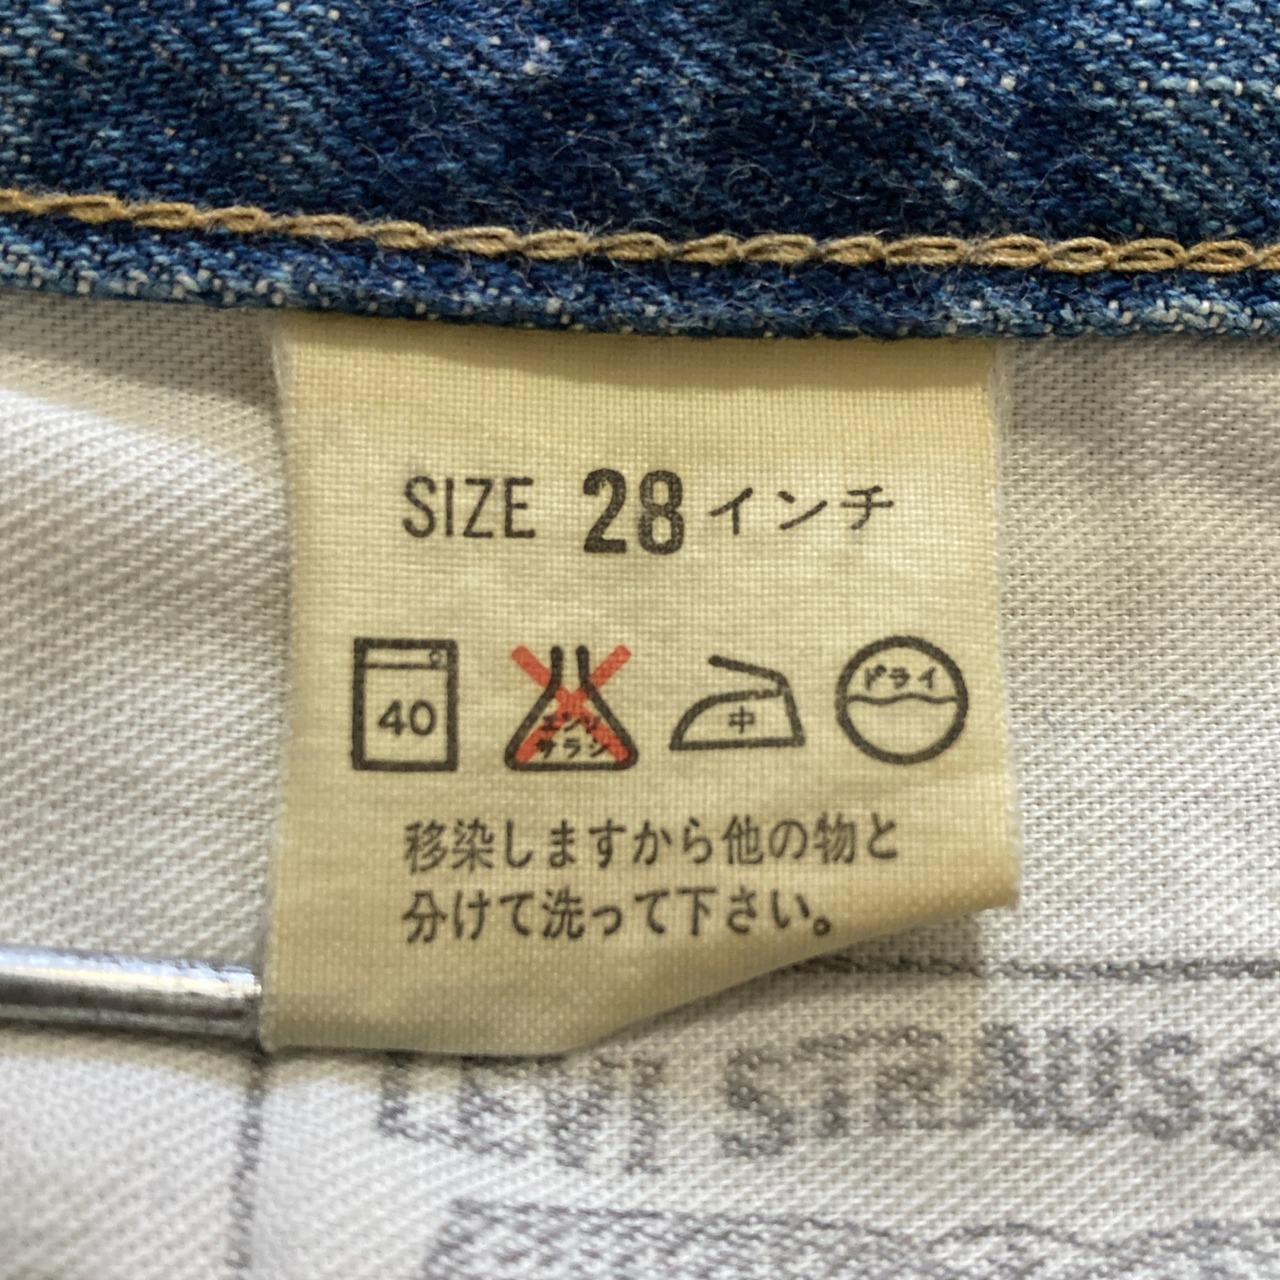 SIZE 28インチ
40
エンソ
サラシ
中
ドライ
移染しますから他の物と
分けて洗って下さい。
LEVI STRAUSS